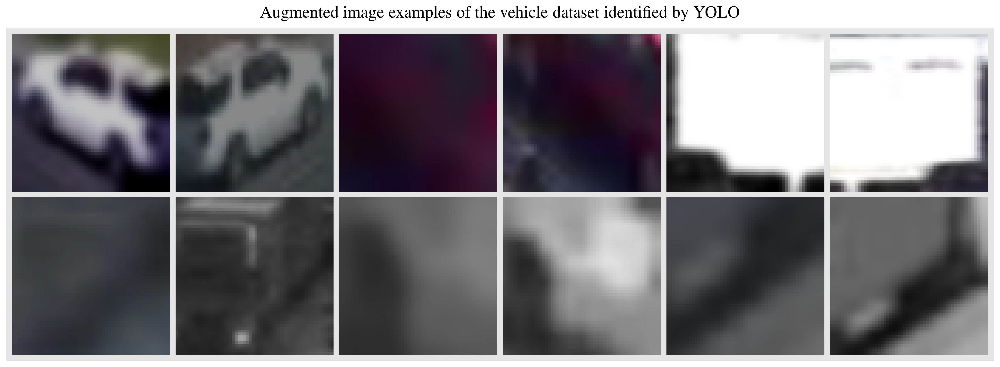 Augmented image examples of the vehicle dataset identified by YOLO